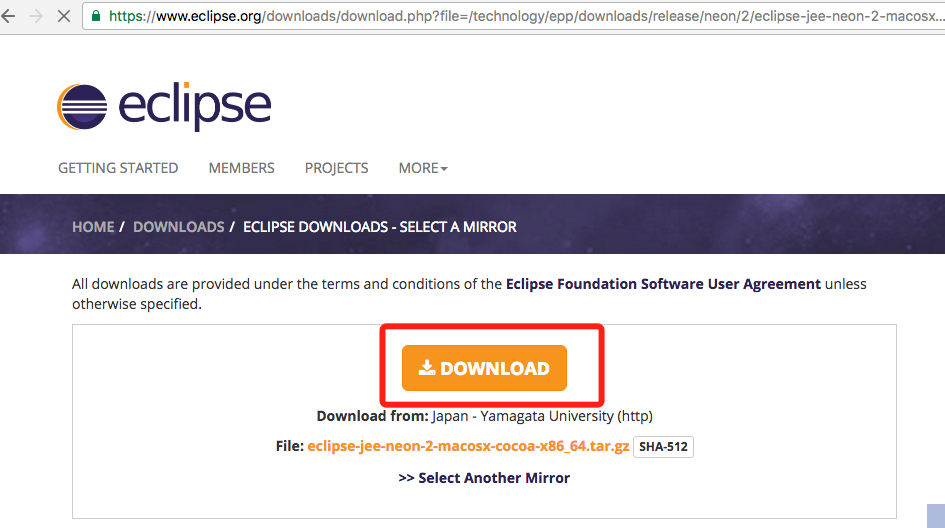 https://www.eclipse.org/downloads/download.php?file=/technology/epp/downloads/release/neon/2/eclipse-jee-neon-2-macosx...
eclipse
GETTING STARTED MEMBERS PROJECTS MORE
HOME / DOWNLOADS / ECLIPSE DOWNLOADS - SELECT A MIRROR
All downloads are provided under the terms and conditions of the Eclipse Foundation Software User Agreement unless
otherwise specified.
DOWNLOAD
Download from: Japan - Yamagata University (http)
File: eclipse-jee-neon-2-macosx-cocoa-x86_64.tar.gz SHA-512
>> Select Another Mirror